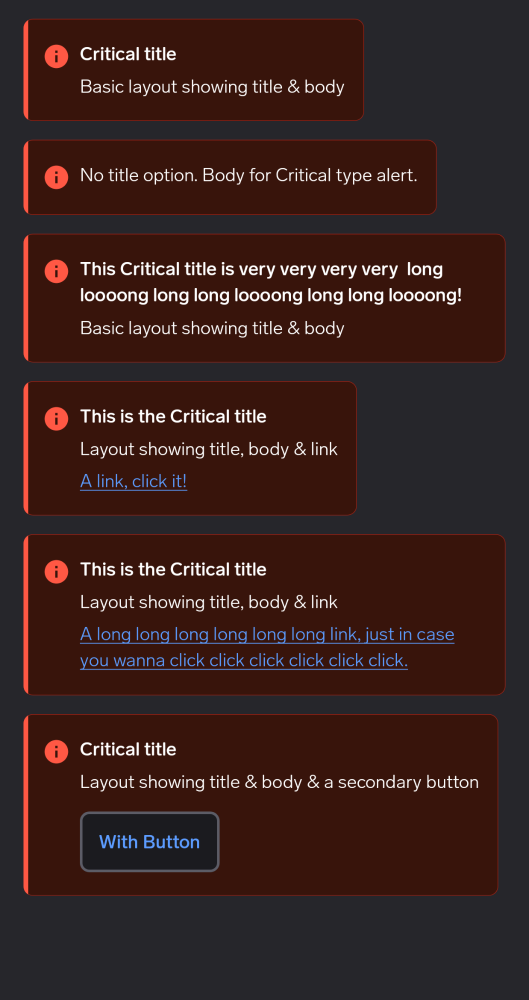 Critical title
Basic layout showing title & body
No title option. Body for Critical type alert.
This Critical title is very very very very  long
loooong long long loooong long long loooong!
Basic layout showing title & body
This is the Critical title
Layout showing title, body & link
A link, click it!
This is the Critical title
Layout showing title, body & link
A long long long long long long link, just in case
you wanna click click click click click click.
Critical title
Layout showing title & body & a secondary button
With Button